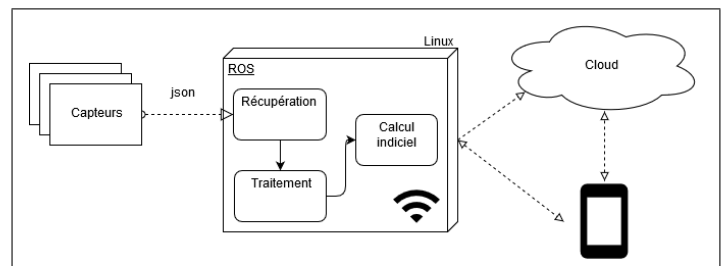 Linux
ROS
Cloud
json
Capteurs
Récupération
Calcul
indiciel
Traitement